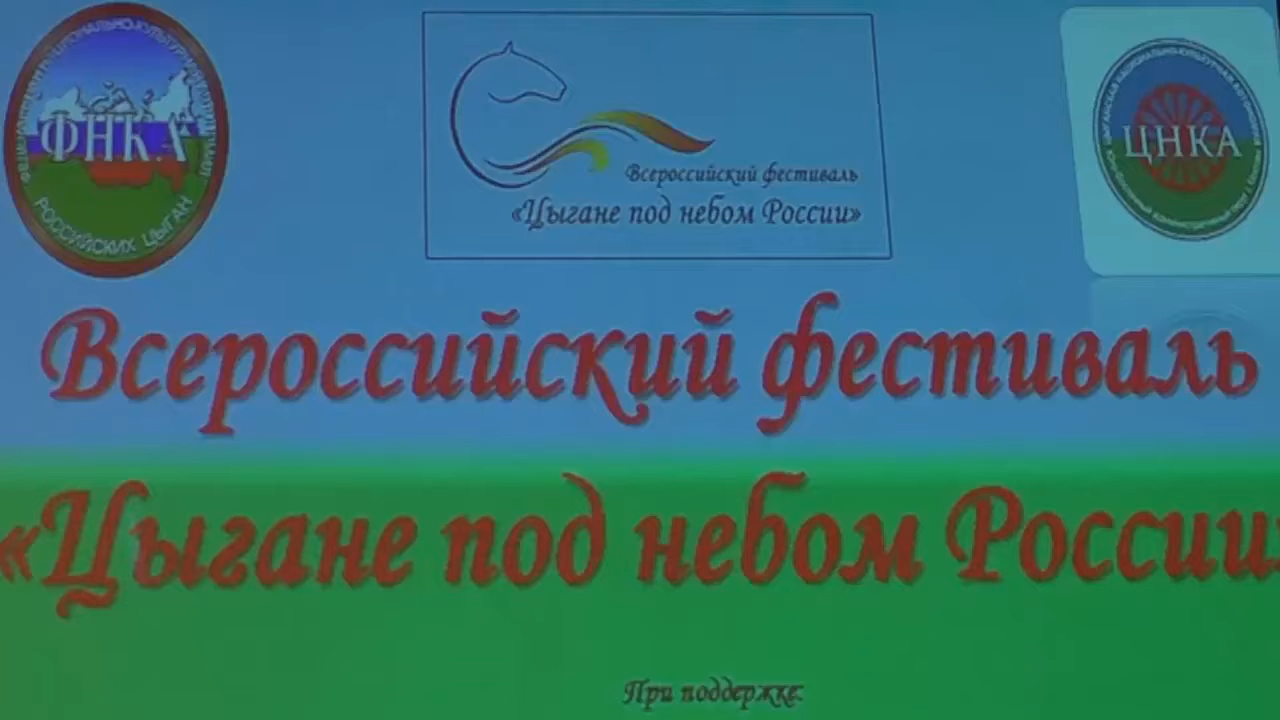 ФНКА
РОССИЙСКИХ ЦЫГАН
Всероссийский фестиваль
«Цыгане под небом России»
ЦНКА
Всероссийский фестиваль
«Цыгане под небом России»
При поддержке: